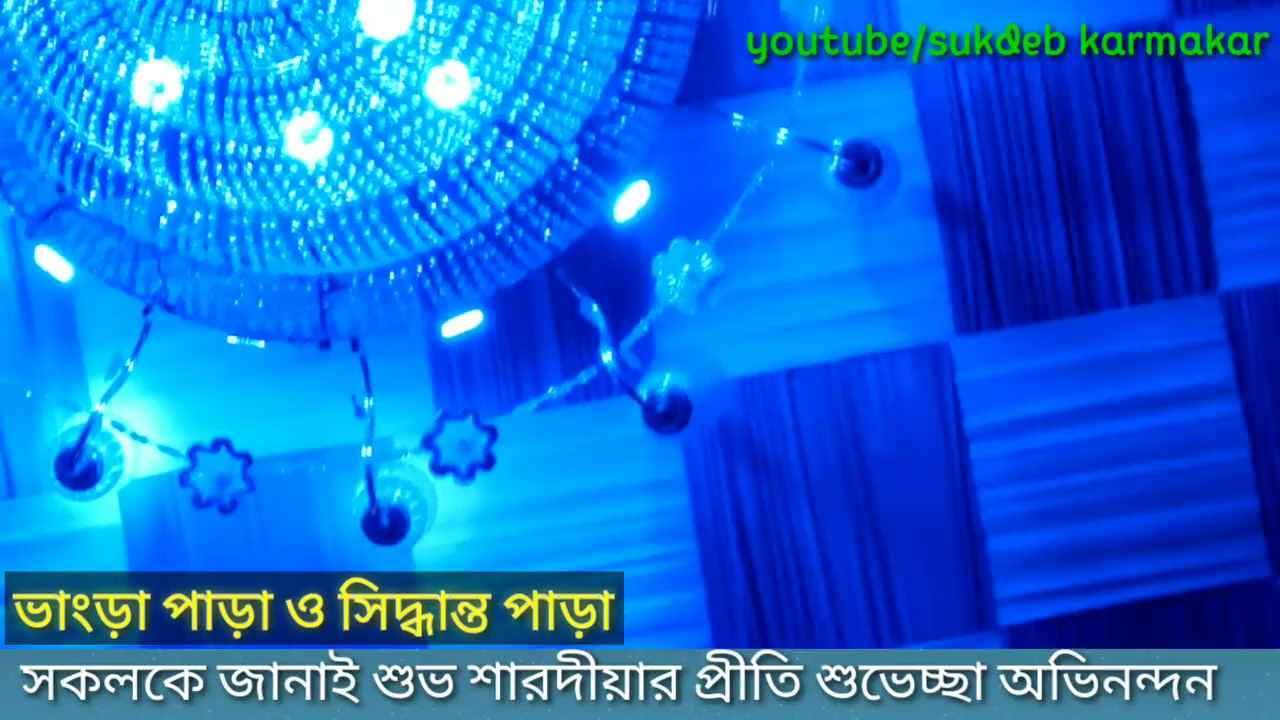 youtube/sukdeb karmakar
ভাংড়া পাড়া ও সিদ্ধান্ত পাড়া
সকলকে জানাই শুভ শারদীয়ার প্রীতি শুভেচ্ছা অভিনন্দন